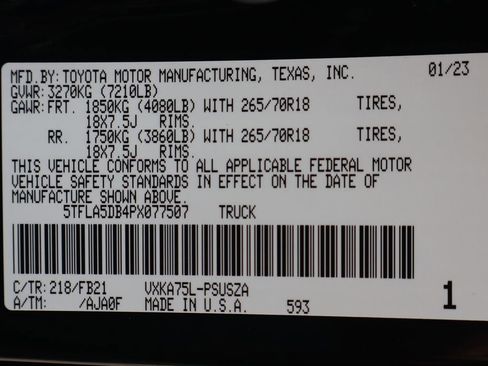 MFD.BY:TOYOTA MOTOR MANUFACTURING, TEXAS, INC. 01/23
GVWR:3270KG (7210LB)
GAWR:FRT. 1850KG (4080LB) WITH 265/70R18 TIRES,
18X7.5J RIMS.
RR. 1750KG (3860LB) WITH 265/70R18 TIRES,
18X7.5J RIMS.
THIS VEHICLE CONFORMS TO ALL APPLICABLE FEDERAL MOTOR
VEHICLE SAFETY STANDARDS IN EFFECT ON THE DATE OF
MANUFACTURE SHOWN ABOVE.
5TFLA5DB4PX077507 TRUCK
C/TR:218/FB21 VXKA75L-PSUSZA
A/TM: /AJA0F MADE IN U.S.A. 593 1